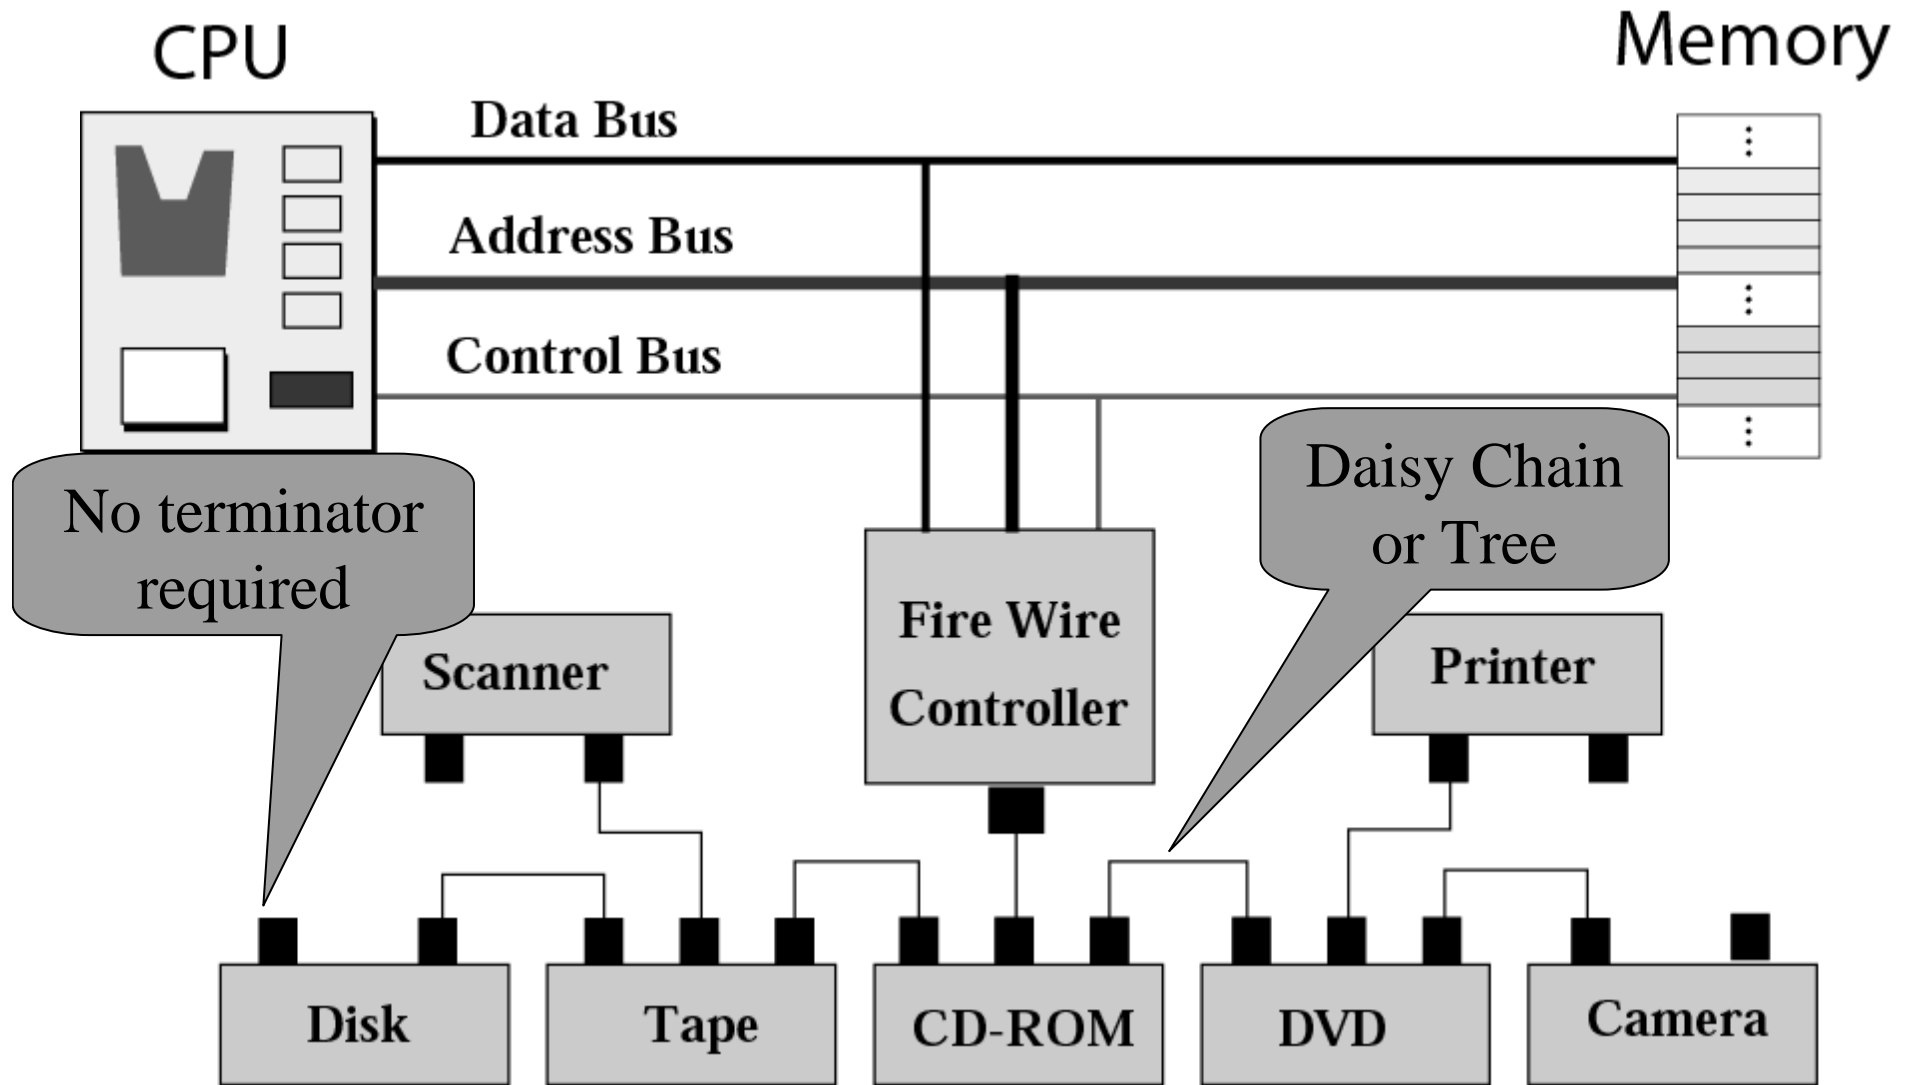 CPU
Memory
Data Bus
Address Bus
Control Bus
No terminator
required
Daisy Chain
or Tree
Scanner
Fire Wire
Controller
Printer
Disk
Tape
CD-ROM
DVD
Camera